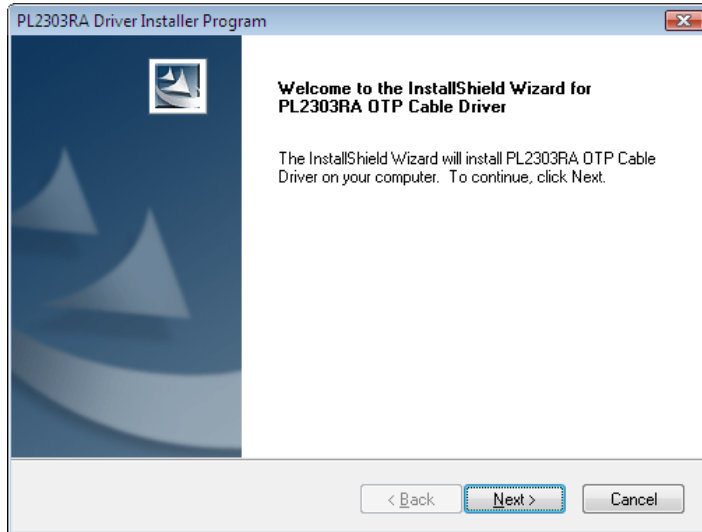 PL2303RA Driver Installer Program
Welcome to the InstallShield Wizard for
PL2303RA OTP Cable Driver
The InstallShield Wizard will install PL2303RA OTP Cable
Driver on your computer. To continue, click Next.
< Back Next > Cancel